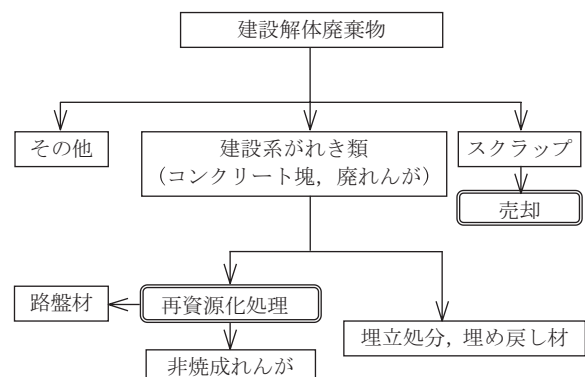 建設解体廃棄物
その他
建設系がれき類
（コンクリート塊，廃れんが）
スクラップ
売却
路盤材
再資源化処理
埋立処分，埋め戻し材
非焼成れんが